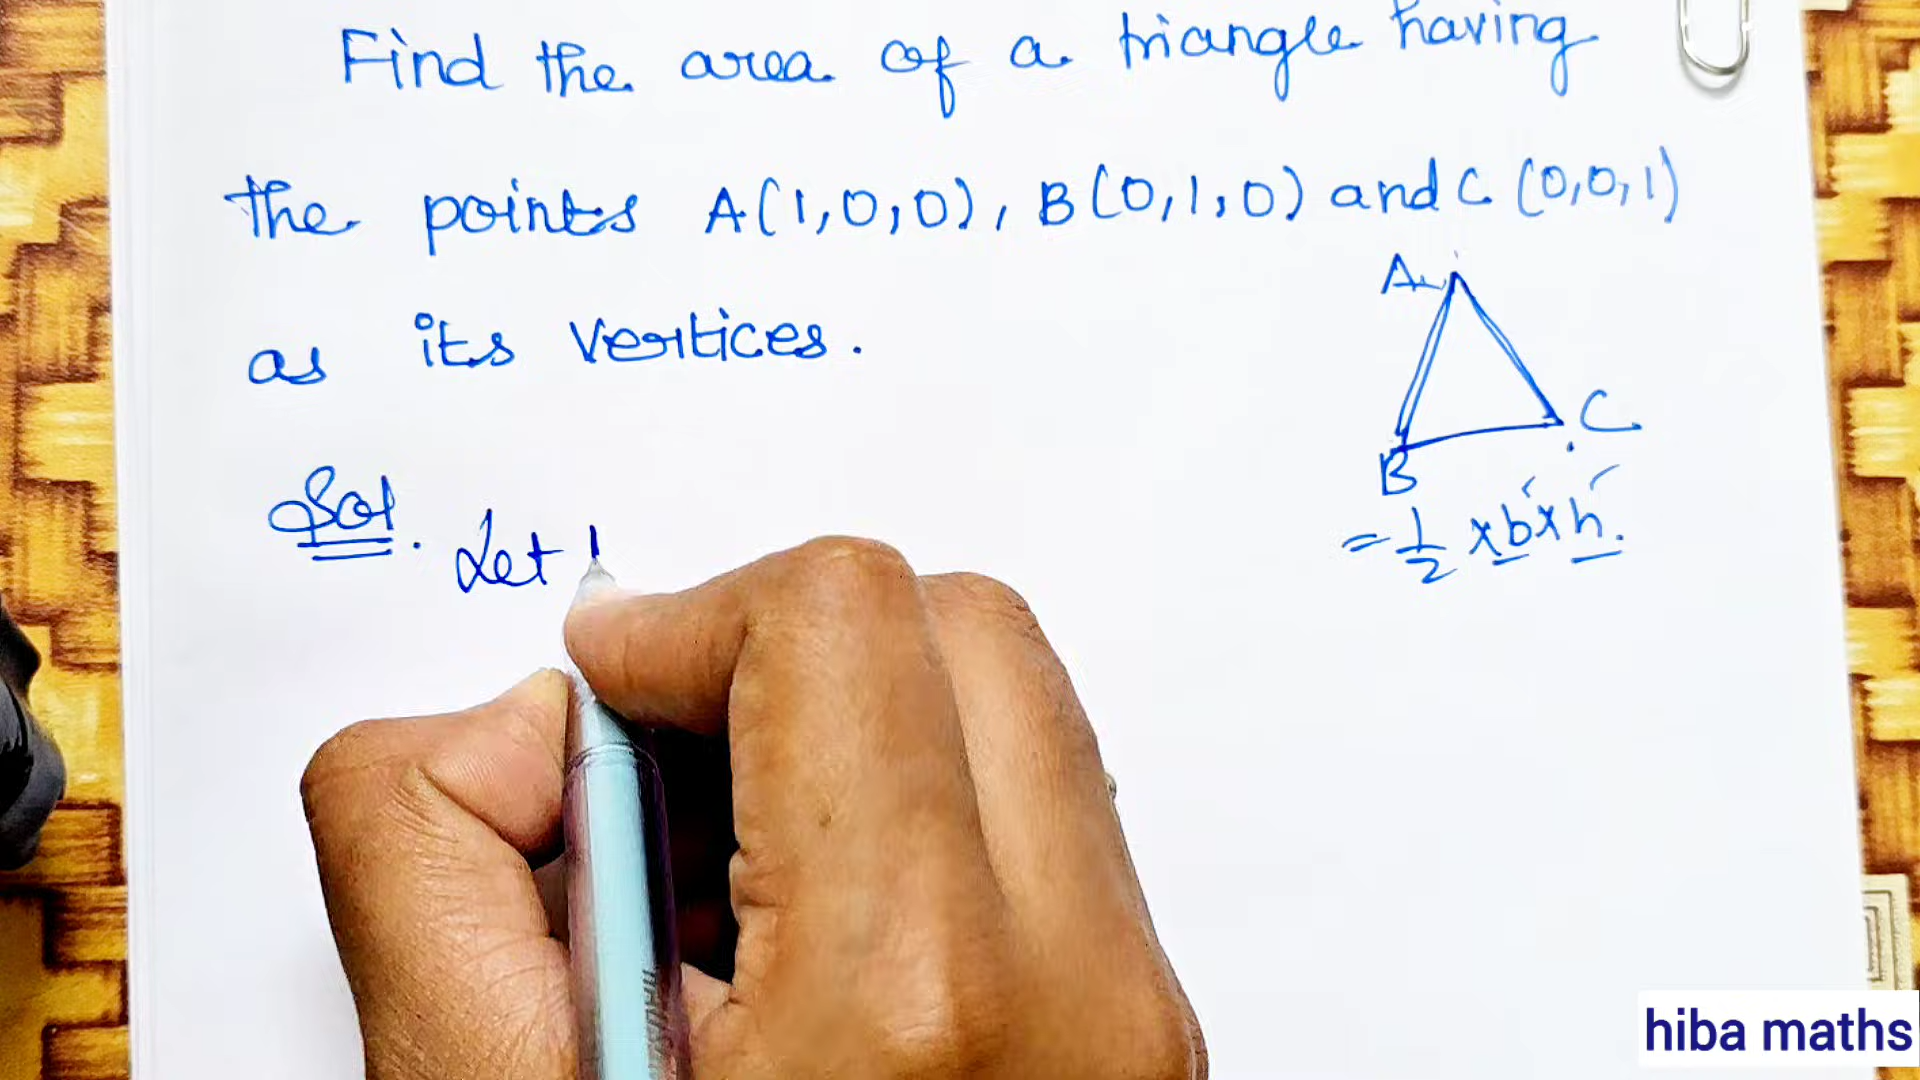 Find the area of a triangle having
the points A(1,0,0), B(0,1,0) and C (0,0,1)
as its vertices.
A
C
B
= 1/2 × b × h.
Sol. Let
hiba maths